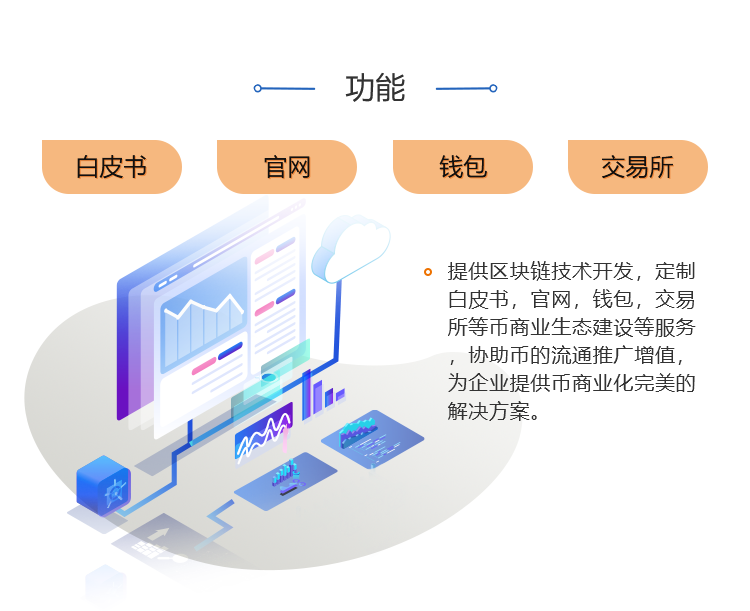 功能
白皮书
官网
钱包
交易所
提供区块链技术开发，定制
白皮书，官网，钱包，交易
所等币商业生态建设等服务
，协助币的流通推广增值，
为企业提供币商业化完美的
解决方案。